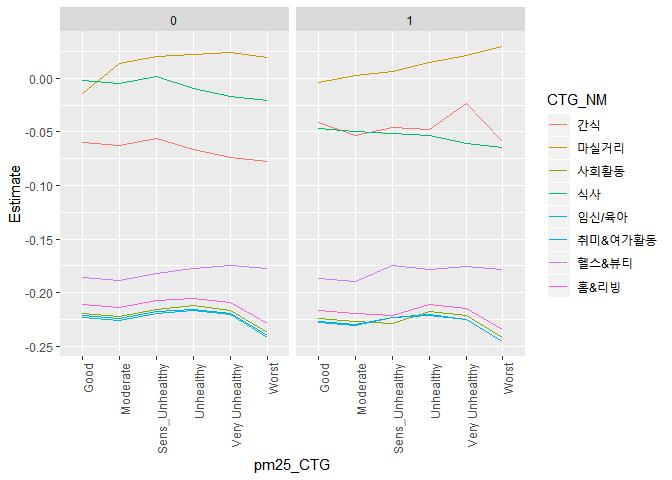 0
1
0.00
-0.05
-0.10
-0.15
-0.20
-0.25
Estimate
Good
Moderate
Sens_Unhealthy
Unhealthy
Very Unhealthy
Worst
Good
Moderate
Sens_Unhealthy
Unhealthy
Very Unhealthy
Worst
pm25_CTG
CTG_NM
간식
마실거리
사회활동
식사
임신/육아
취미&여가활동
헬스&뷰티
홈&리빙